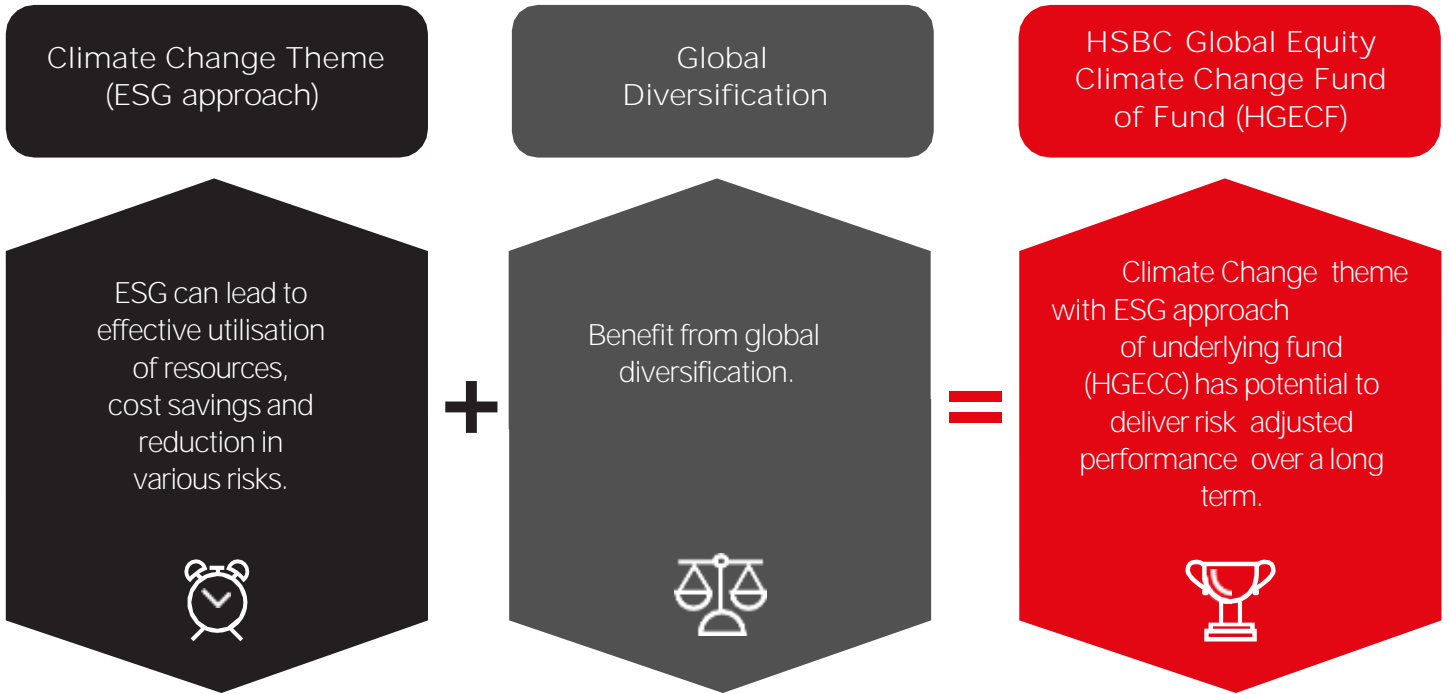 Climate Change Theme
(ESG approach)
Global
Diversification
HSBC Global Equity
Climate Change Fund
of Fund (HGECF)
ESG can lead to
effective utilisation
of resources,
cost savings and
reduction in
various risks.
+
Benefit from global
diversification.
=
Climate Change theme
with ESG approach
of underlying fund
(HGECC) has potential to
deliver risk adjusted
performance over a long
term.